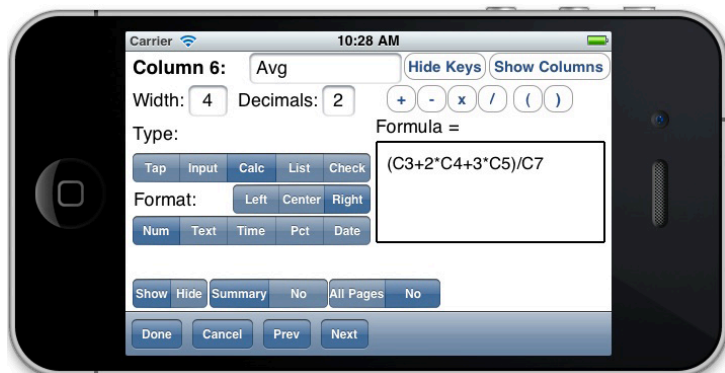 Carrier 10:28 AM
Column 6: Avg Hide Keys Show Columns
Width: 4 Decimals: 2 + - x / ( )
Type: Formula =
Tap Input Calc List Check (C3+2*C4+3*C5)/C7
Format: Left Center Right
Num Text Time Pct Date
Show Hide Summary No All Pages No
Done Cancel Prev Next